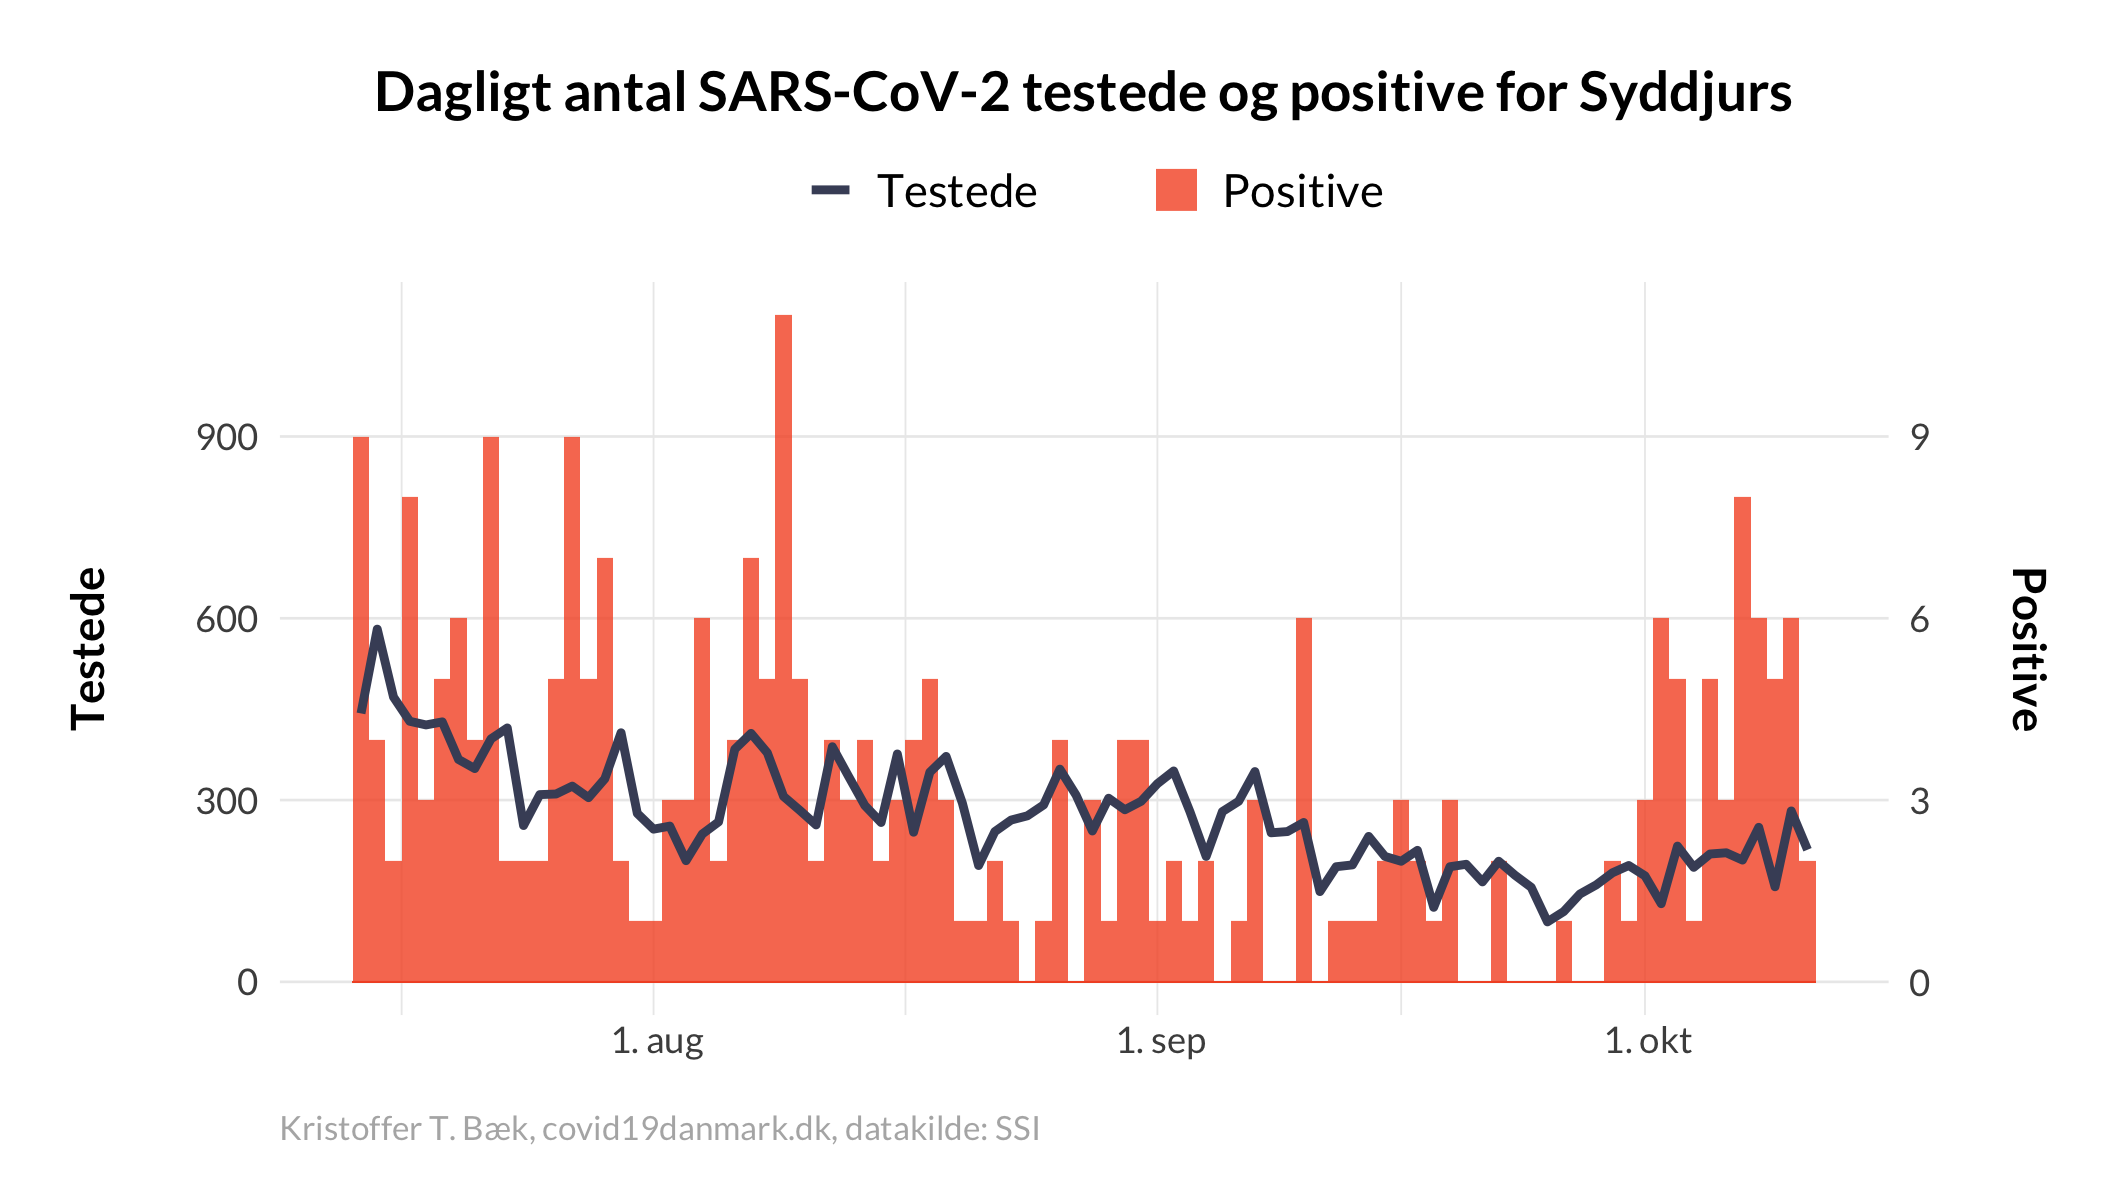 Dagligt antal SARS-CoV-2 testede og positive for Syddjurs
Testede
Positive
900
600
300
0
9
6
3
0
Testede
Positive
1. aug
1. sep
1. okt
Kristoffer T. Bæk, covid19danmark.dk, datakilde: SSI